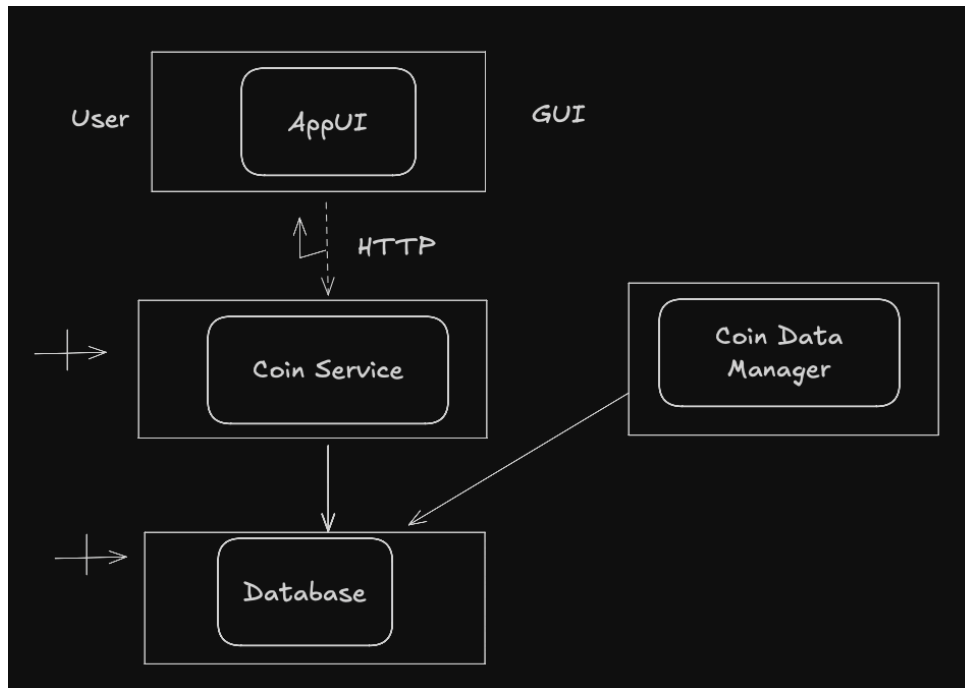 User
AppUI
GUI
HTTP
Coin Service
Coin Data
Manager
Database